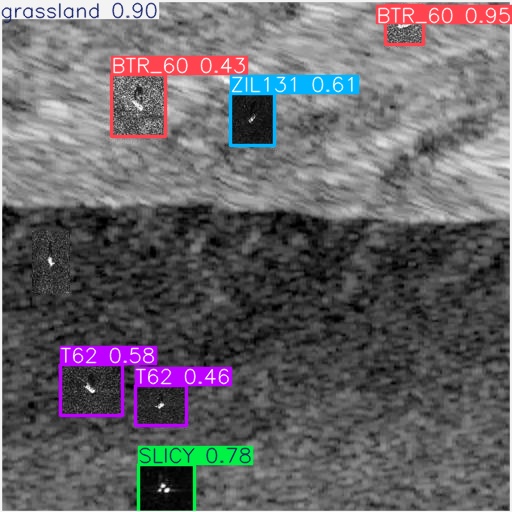 grassland 0.90
BTR_60 0.95
BTR_60 0.43
ZIL131 0.61
T62 0.58
T62 0.46
SLICY 0.78